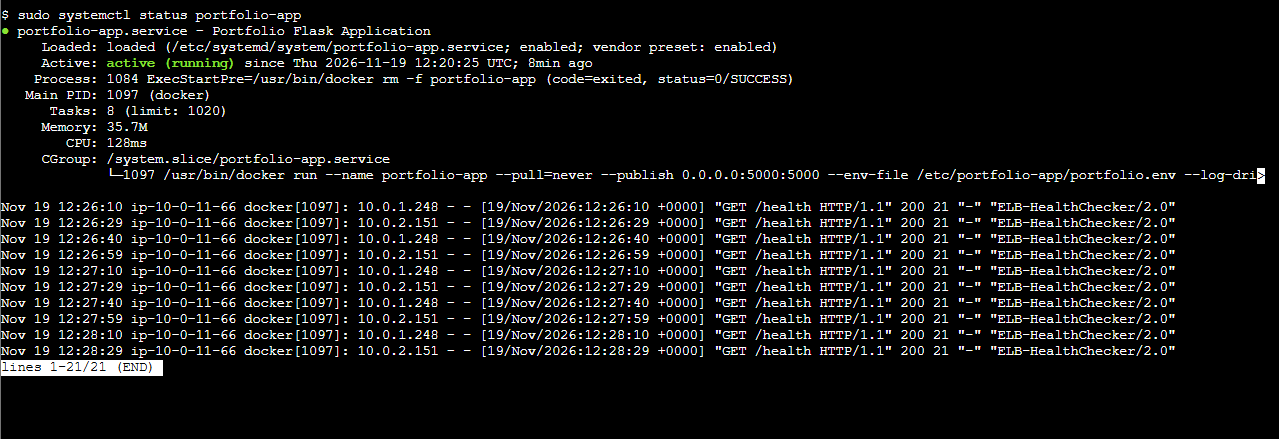 $ sudo systemctl status portfolio-app
● portfolio-app.service - Portfolio Flask Application
     Loaded: loaded (/etc/systemd/system/portfolio-app.service; enabled; vendor preset: enabled)
     Active: active (running) since Thu 2026-11-19 12:20:25 UTC; 8min ago
    Process: 1084 ExecStartPre=/usr/bin/docker rm -f portfolio-app (code=exited, status=0/SUCCESS)
   Main PID: 1097 (docker)
      Tasks: 8 (limit: 1020)
     Memory: 35.7M
        CPU: 128ms
     CGroup: /system.slice/portfolio-app.service
             └─1097 /usr/bin/docker run --name portfolio-app --pull=never --publish 0.0.0.0:5000:5000 --env-file /etc/portfolio-app/portfolio.env --log-dri>
Nov 19 12:26:10 ip-10-0-11-66 docker[1097]: 10.0.1.248 - - [19/Nov/2026:12:26:10 +0000] "GET /health HTTP/1.1" 200 21 "-" "ELB-HealthChecker/2.0"
Nov 19 12:26:29 ip-10-0-11-66 docker[1097]: 10.0.2.151 - - [19/Nov/2026:12:26:29 +0000] "GET /health HTTP/1.1" 200 21 "-" "ELB-HealthChecker/2.0"
Nov 19 12:26:40 ip-10-0-11-66 docker[1097]: 10.0.1.248 - - [19/Nov/2026:12:26:40 +0000] "GET /health HTTP/1.1" 200 21 "-" "ELB-HealthChecker/2.0"
Nov 19 12:26:59 ip-10-0-11-66 docker[1097]: 10.0.2.151 - - [19/Nov/2026:12:26:59 +0000] "GET /health HTTP/1.1" 200 21 "-" "ELB-HealthChecker/2.0"
Nov 19 12:27:10 ip-10-0-11-66 docker[1097]: 10.0.1.248 - - [19/Nov/2026:12:27:10 +0000] "GET /health HTTP/1.1" 200 21 "-" "ELB-HealthChecker/2.0"
Nov 19 12:27:29 ip-10-0-11-66 docker[1097]: 10.0.2.151 - - [19/Nov/2026:12:27:29 +0000] "GET /health HTTP/1.1" 200 21 "-" "ELB-HealthChecker/2.0"
Nov 19 12:27:40 ip-10-0-11-66 docker[1097]: 10.0.1.248 - - [19/Nov/2026:12:27:40 +0000] "GET /health HTTP/1.1" 200 21 "-" "ELB-HealthChecker/2.0"
Nov 19 12:27:59 ip-10-0-11-66 docker[1097]: 10.0.2.151 - - [19/Nov/2026:12:27:59 +0000] "GET /health HTTP/1.1" 200 21 "-" "ELB-HealthChecker/2.0"
Nov 19 12:28:10 ip-10-0-11-66 docker[1097]: 10.0.1.248 - - [19/Nov/2026:12:28:10 +0000] "GET /health HTTP/1.1" 200 21 "-" "ELB-HealthChecker/2.0"
Nov 19 12:28:29 ip-10-0-11-66 docker[1097]: 10.0.2.151 - - [19/Nov/2026:12:28:29 +0000] "GET /health HTTP/1.1" 200 21 "-" "ELB-HealthChecker/2.0"
lines 1-21/21 (END)